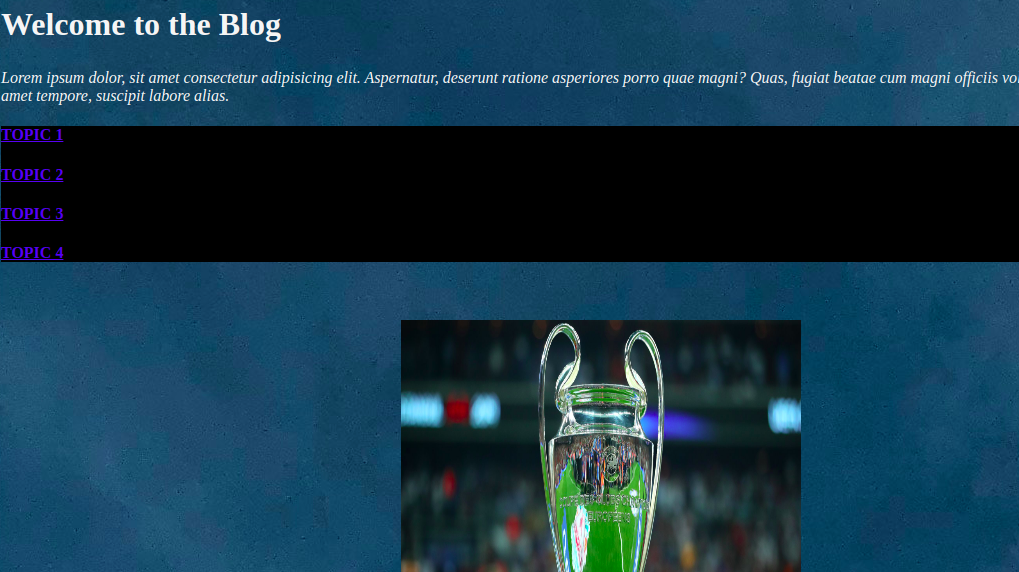 Welcome to the Blog
Lorem ipsum dolor, sit amet consectetur adipisicing elit. Aspernatur, deserunt ratione asperiores porro quae magni? Quas, fugiat beatae cum magni officiis
amet tempore, suscipit labore alias.
TOPIC 1
TOPIC 2
TOPIC 3
TOPIC 4